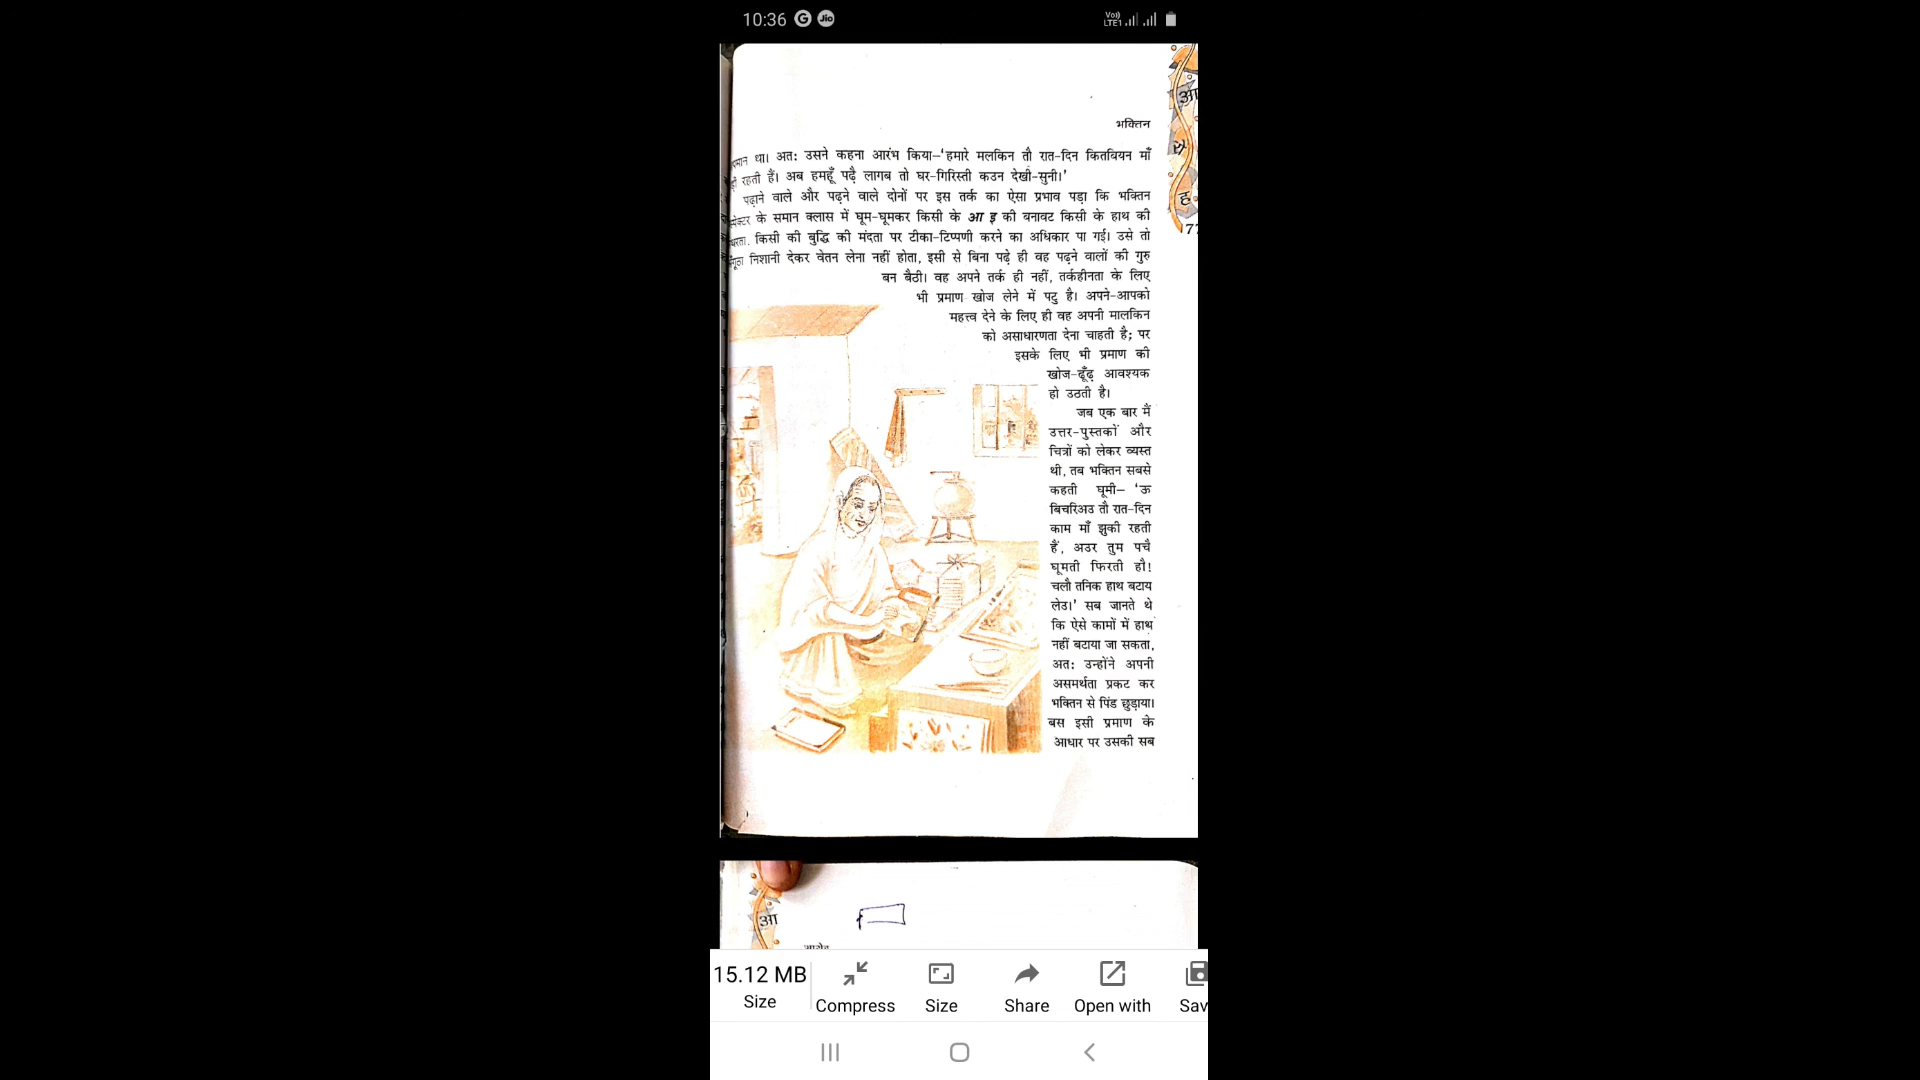 10:36
Vo))
LTE1
भक्तिन
था। अत: उसने कहना आरंभ किया–‘हमारे मलकिन तौ रात-दिन कितबियन माँ
रहती हैं। अब हमहूँ पढ़ै लागब तो घर-गिरिस्ती कउन देखी-सुनी।’
पढ़ाने वाले और पढ़ने वाले दोनों पर इस तर्क का ऐसा प्रभाव पड़ा कि भक्तिन
के समान क्लास में घूम-घूमकर किसी के आ इ की बनावट किसी के हाथ की
किसी की बुद्धि की मंदता पर टीका-टिप्पणी करने का अधिकार पा गई। उसे तो
निशानी देकर वेतन लेना नहीं होता, इसी से बिना पढ़े ही वह पढ़ने वालों की गुरु
बन बैठी। वह अपने तर्क ही नहीं, तर्कहीनता के लिए
भी प्रमाण खोज लेने में पटु है। अपने-आपको
महत्त्व देने के लिए ही वह अपनी मालकिन
को असाधारणता देना चाहती है; पर
इसके लिए भी प्रमाण की
खोज-ढूँढ़ आवश्यक
हो उठती है।
जब एक बार मैं
उत्तर-पुस्तकों और
चित्रों को लेकर व्यस्त
थी, तब भक्तिन सबसे
कहती घूमी– ‘ऊ
बिचरिअउ तौ रात-दिन
काम माँ झुकी रहती
हैं, अउर तुम पचै
घूमती फिरती हौ!
चलौ तनिक हाथ बटाय
लेउ।’ सब जानते थे
कि ऐसे कामों में हाथ
नहीं बटाया जा सकता,
अत: उन्होंने अपनी
असमर्थता प्रकट कर
भक्तिन से पिंड छुड़ाया।
बस इसी प्रमाण के
आधार पर उसकी सब
आ
ह
77
आ
15.12 MB
Size
Compress
Size
Share
Open with
Sav